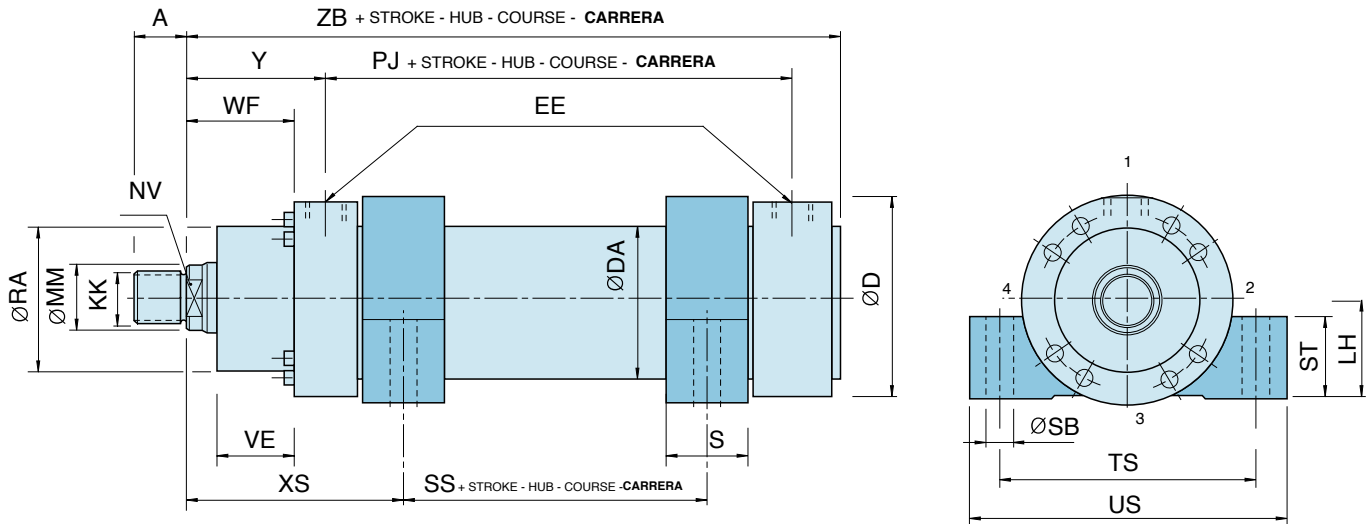 A
ZB + STROKE - HUB - COURSE - CARRERA
Y
PJ + STROKE - HUB - COURSE - CARRERA
WF
EE
NV
ØRA
ØMM
KK
ØDA
ØD
VE
S
XS
SS + STROKE - HUB - COURSE -CARRERA
1
4
2
3
ST
LH
ØSB
TS
US